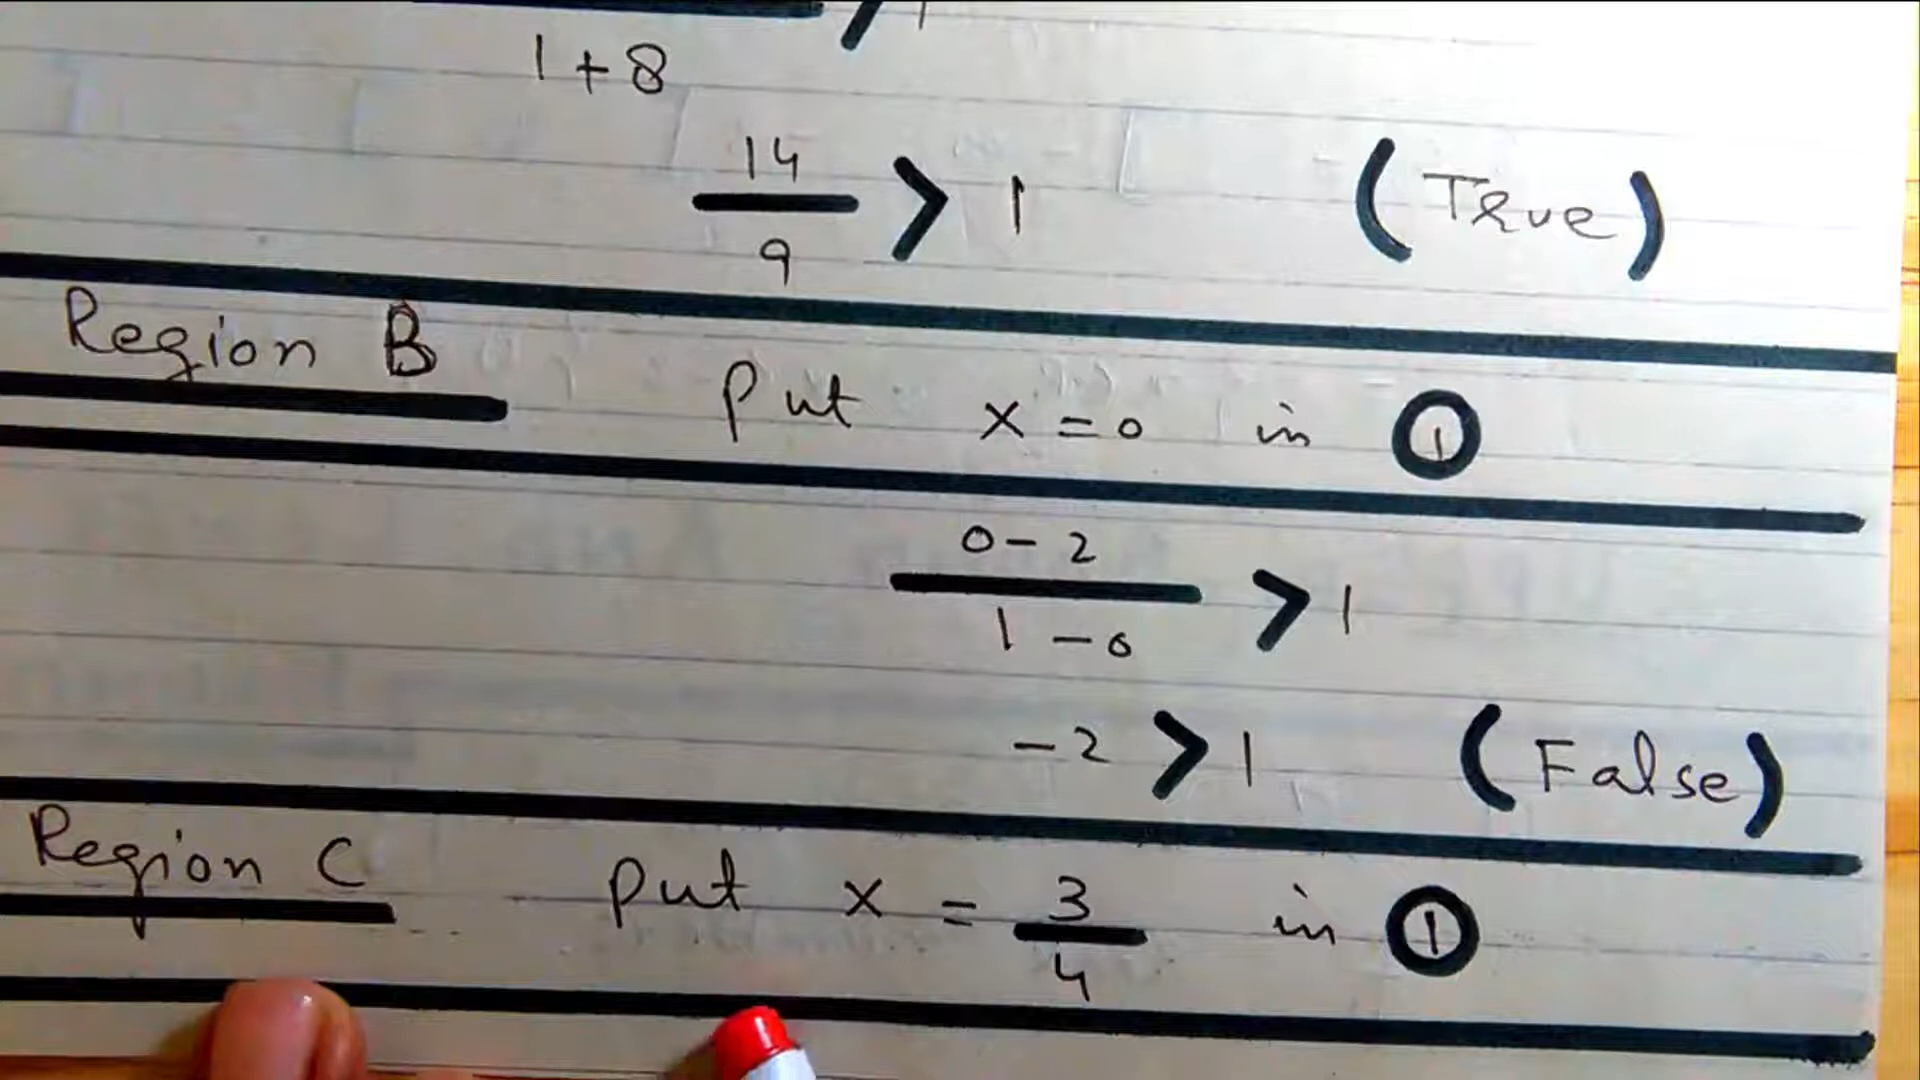 1+8 > 1
14/9 > 1 (True)
Region B Put x=0 in ①
0-2/1-0 > 1
-2 > 1 (False)
Region C Put x = 3/4 in ①